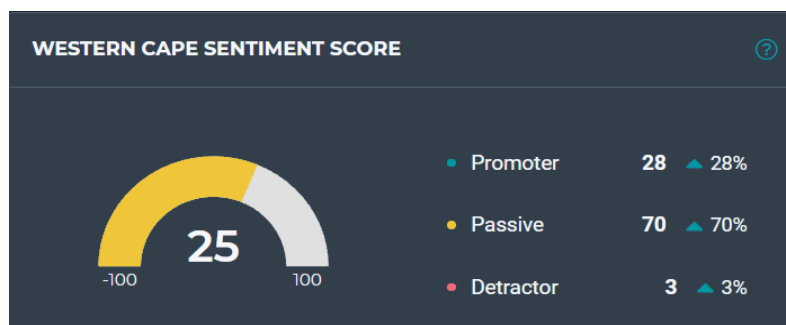 WESTERN CAPE SENTIMENT SCORE ?
Promoter 28 28%
Passive 70 70%
25
-100 100
Detractor 3 3%